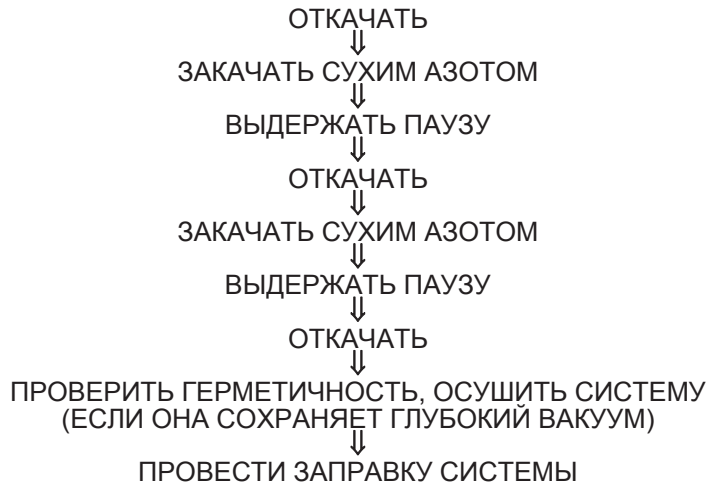 ОТКАЧАТЬ
⇓
ЗАКАЧАТЬ СУХИМ АЗОТОМ
⇓
ВЫДЕРЖАТЬ ПАУЗУ
⇓
ОТКАЧАТЬ
⇓
ЗАКАЧАТЬ СУХИМ АЗОТОМ
⇓
ВЫДЕРЖАТЬ ПАУЗУ
⇓
ОТКАЧАТЬ
⇓
ПРОВЕРИТЬ ГЕРМЕТИЧНОСТЬ, ОСУШИТЬ СИСТЕМУ
(ЕСЛИ ОНА СОХРАНЯЕТ ГЛУБОКИЙ ВАКУУМ)
⇓
ПРОВЕСТИ ЗАПРАВКУ СИСТЕМЫ